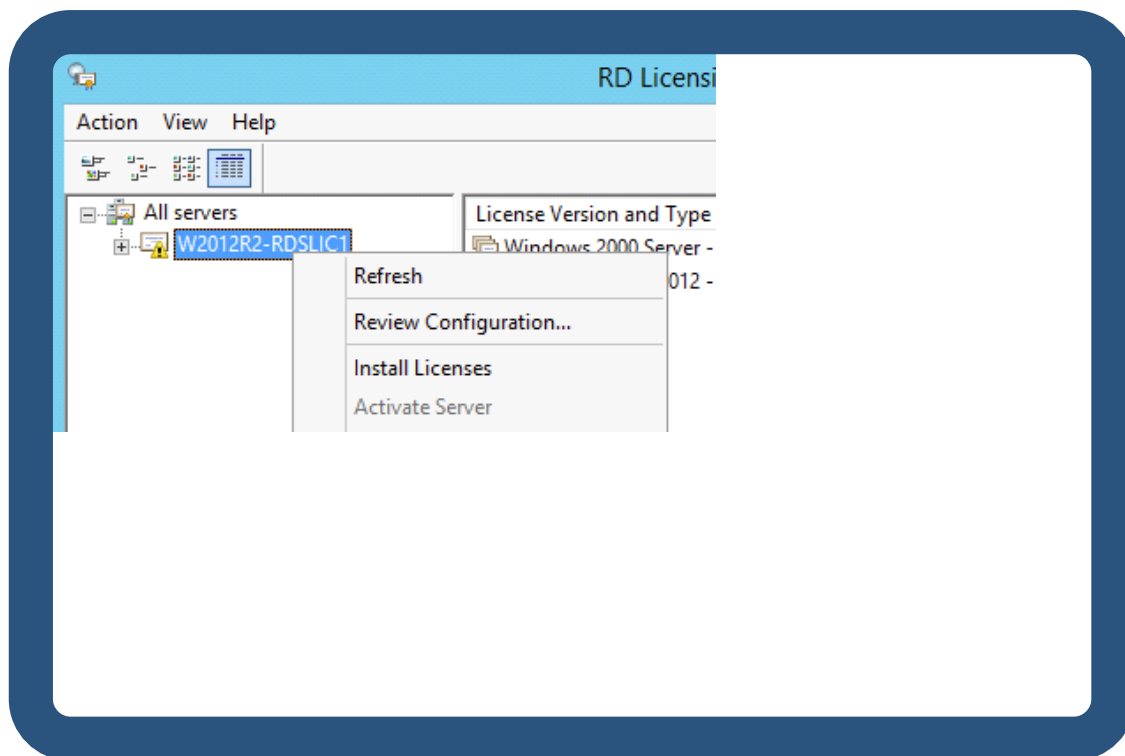 RD Licensi
Action View Help
All servers
License Version and Type
W2012R2-RDSLIC1
Windows 2000 Server -
Refresh
012 -
Review Configuration...
Install Licenses
Activate Server